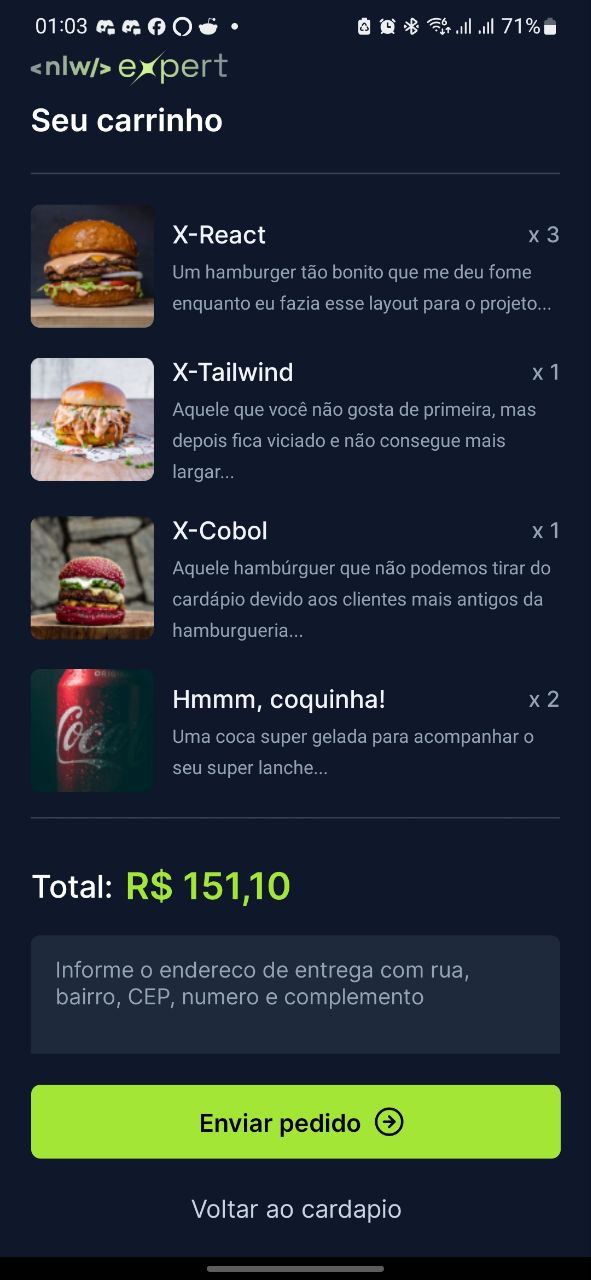 01:03
71%
<nlw/> expert
Seu carrinho
X-React
x 3
Um hamburger tão bonito que me deu fome
enquanto eu fazia esse layout para o projeto...
X-Tailwind
x 1
Aquele que você não gosta de primeira, mas
depois fica viciado e não consegue mais
largar...
X-Cobol
x 1
Aquele hambúrguer que não podemos tirar do
cardápio devido aos clientes mais antigos da
hamburgueria...
Hmmm, coquinha!
x 2
Uma coca super gelada para acompanhar o
seu super lanche...
Total: R$ 151,10
Informe o endereco de entrega com rua,
bairro, CEP, numero e complemento
Enviar pedido
Voltar ao cardapio